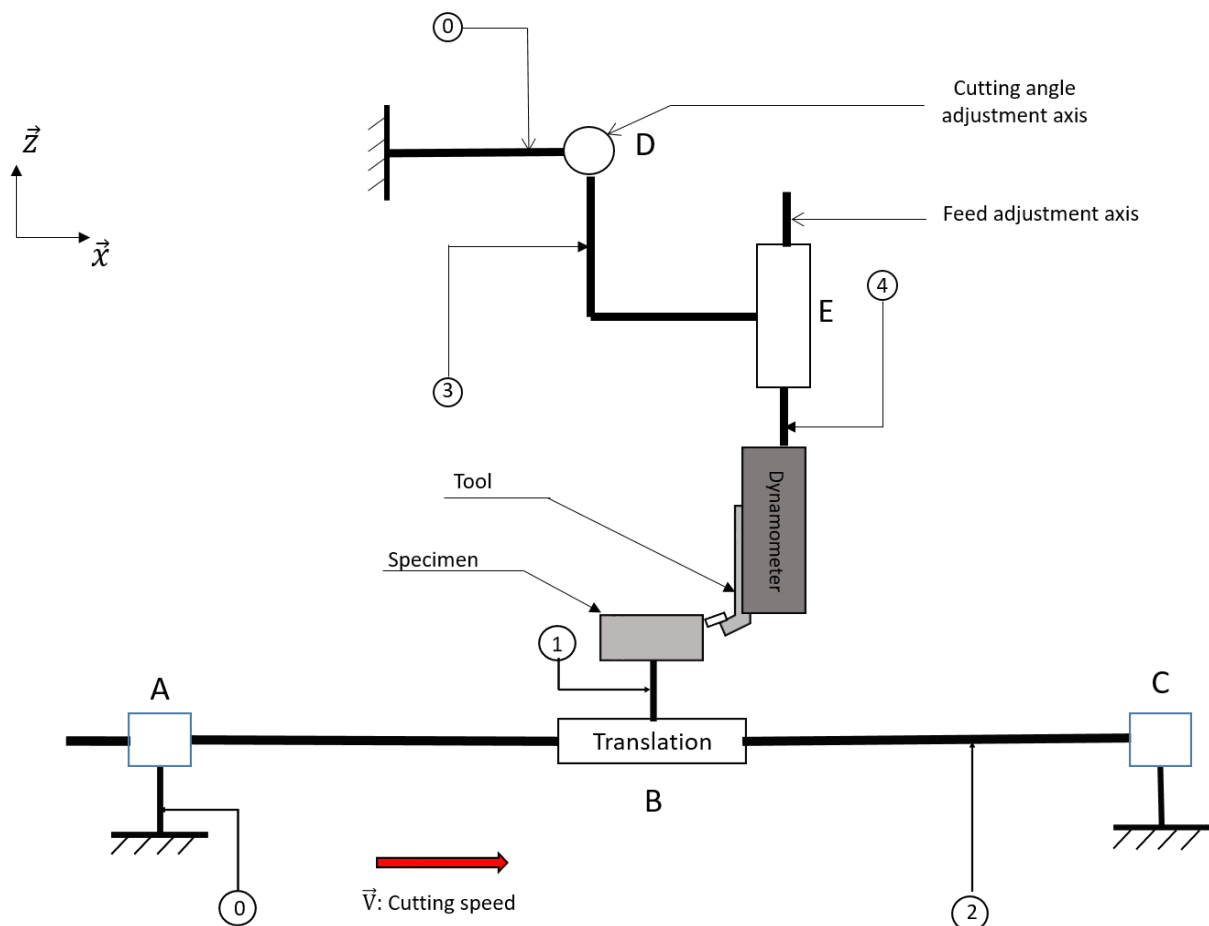 0
Cutting angle
adjustment axis
D
z⃗
x⃗
Feed adjustment axis
4
E
3
Dynamometer
Tool
Specimen
1
A
C
Translation
B
V⃗: Cutting speed
0
2